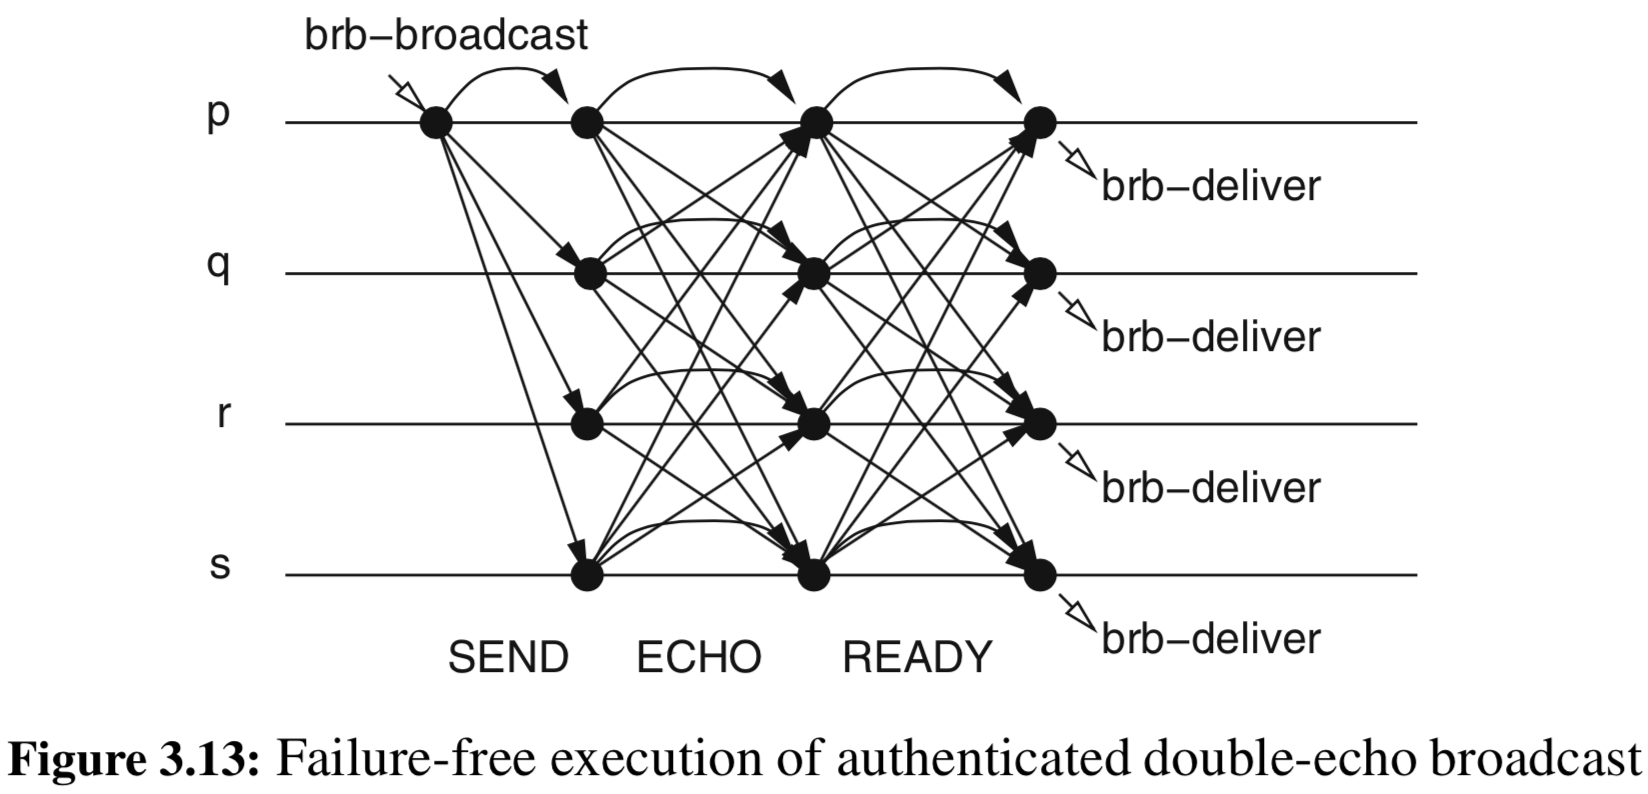 brb–broadcast
p
brb–deliver
q
brb–deliver
r
brb–deliver
s
brb–deliver
SEND ECHO READY
Figure 3.13: Failure-free execution of authenticated double-echo broadcast